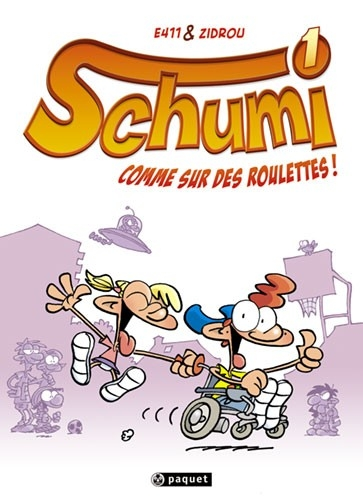 E411 & ZIDROU
1
Schumi
COMME SUR DES ROULETTES !
paquet